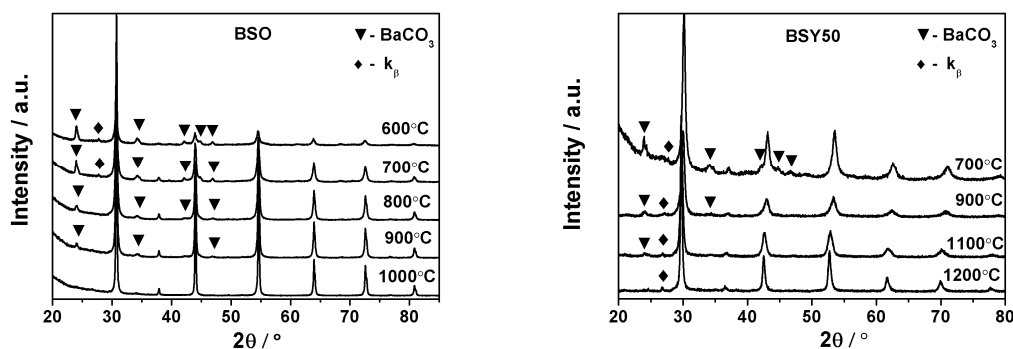 BSO
▼ - BaCO₃
◆ - kᵦ
600°C
700°C
800°C
900°C
1000°C
Intensity / a.u.
20 30 40 50 60 70 80
2θ / °
BSY50
▼ - BaCO₃
◆ - kᵦ
700°C
900°C
1100°C
1200°C
Intensity / a.u.
20 30 40 50 60 70 80
2θ / °